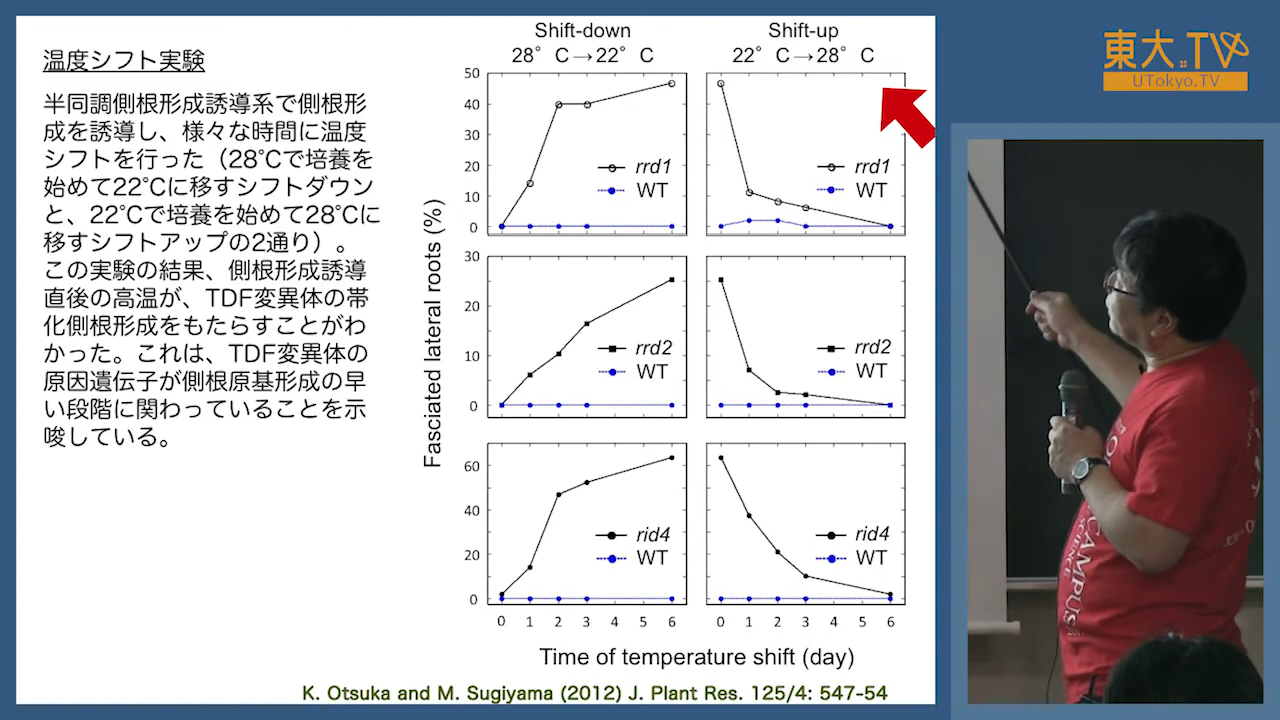 温度シフト実験
半同調側根形成誘導系で側根形
成を誘導し、様々な時間に温度
シフトを行った（28℃で培養を
始めて22℃に移すシフトダウン
と、22℃で培養を始めて28℃に
移すシフトアップの2通り）。
この実験の結果、側根形成誘導
直後の高温が、TDF変異体の帯
化側根形成をもたらすことがわ
かった。これは、TDF変異体の
原因遺伝子が側根原基形成の早
い段階に関わっていることを示
唆している。
Shift-down
28° C→22° C
Shift-up
22° C→28° C
Fasciated lateral roots (%)
50
40
30
20
10
0
rrd1
WT
rrd1
WT
30
20
10
0
rrd2
WT
rrd2
WT
60
40
20
0
rid4
WT
rid4
WT
0 1 2 3 4 5 6
0 1 2 3 4 5 6
Time of temperature shift (day)
K. Otsuka and M. Sugiyama (2012) J. Plant Res. 125/4: 547-54
東大.TV
UTokyo.TV
CAMPUS
SCIENCE